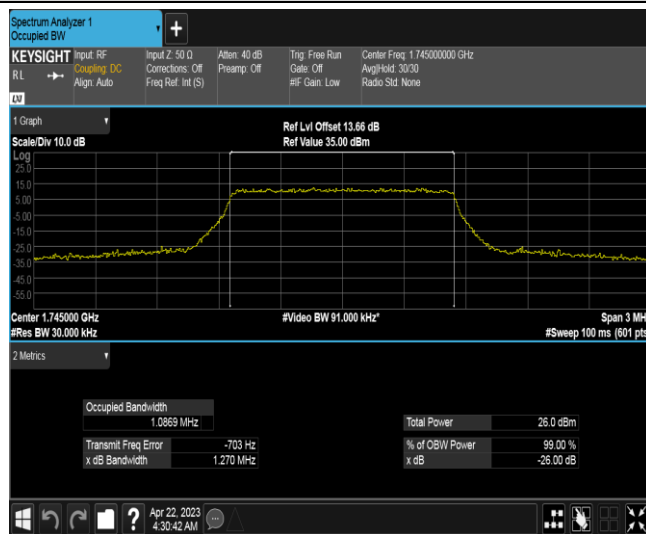 Spectrum Analyzer 1
Occupied BW
KEYSIGHT
RL
LXI
Input: RF
Coupling: DC
Align: Auto
Input Z: 50 Ω
Corrections: Off
Freq Ref: Int (S)
Atten: 40 dB
Preamp: Off
Trig: Free Run
Gate: Off
#IF Gain: Low
Center Freq: 1.745000000 GHz
Avg|Hold: 30/30
Radio Std: None
1 Graph
Scale/Div 10.0 dB
Ref Lvl Offset 13.66 dB
Ref Value 35.00 dBm
Log
25.0
15.0
5.00
-5.00
-15.0
-25.0
-35.0
-45.0
-55.0
Center 1.745000 GHz
#Res BW 30.000 kHz
#Video BW 91.000 kHz*
Span 3 MH
#Sweep 100 ms (601 pts
2 Metrics
Occupied Bandwidth
1.0869 MHz
Transmit Freq Error -703 Hz
x dB Bandwidth 1.270 MHz
Total Power 26.0 dBm
% of OBW Power 99.00 %
x dB -26.00 dB
?
Apr 22, 2023
4:30:42 AM